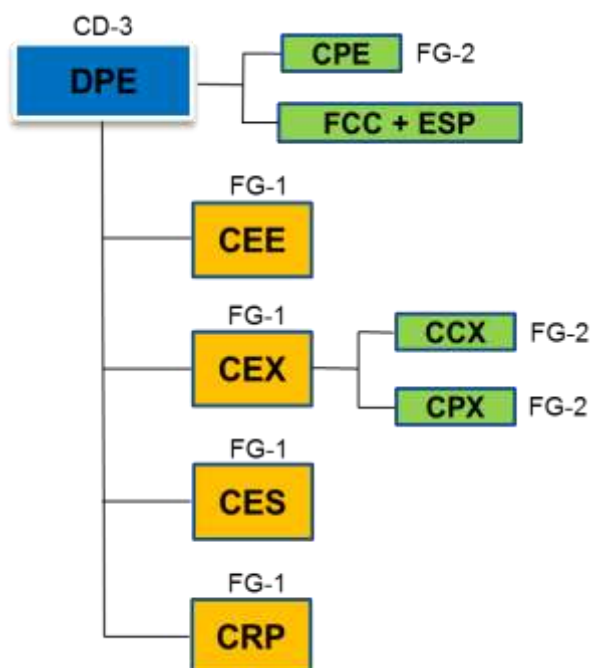 CD-3
DPE
CPE FG-2
FCC + ESP
FG-1
CEE
FG-1
CEX
CCX FG-2
CPX FG-2
FG-1
CES
FG-1
CRP